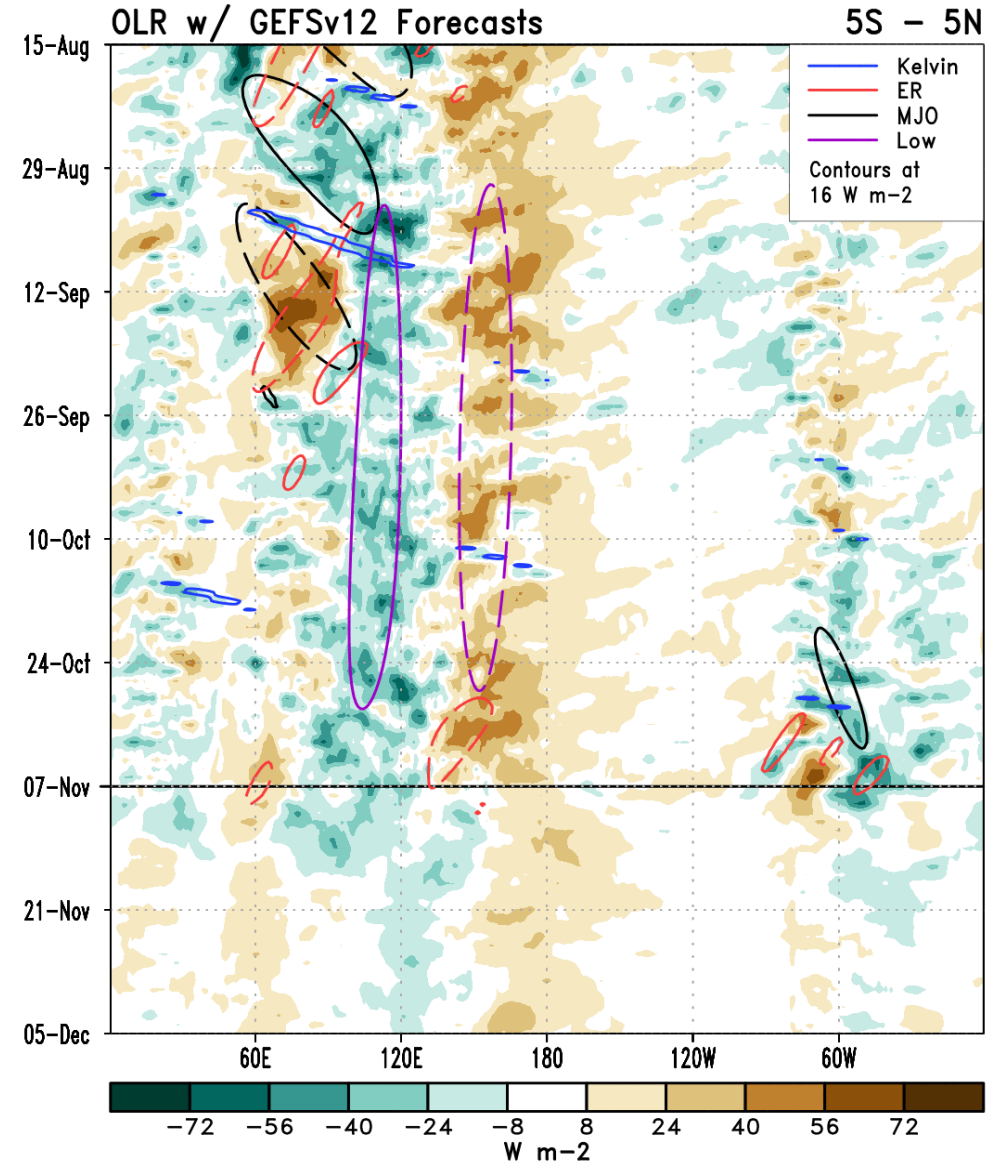 OLR w/ GEFSv12 Forecasts 5S - 5N
15-Aug
Kelvin
ER
MJO
Low
Contours at
16 W m-2
29-Aug
12-Sep
26-Sep
10-Oct
24-Oct
07-Nov
21-Nov
05-Dec
60E 120E 180 120W 60W
-72 -56 -40 -24 -8 8 24 40 56 72
W m-2